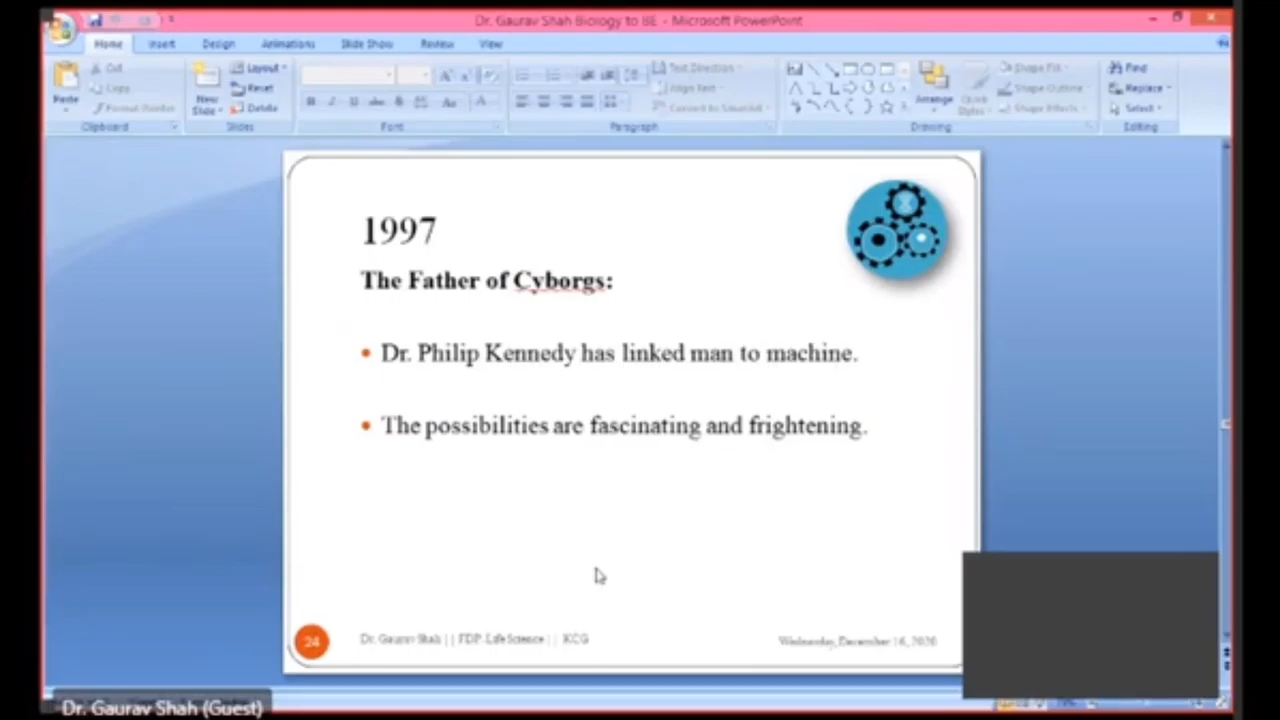 Dr. Gaurav Shah Biology to BE - Microsoft PowerPoint
Home Insert Design Animations Slide Show Review View
Paste
Cut
Copy
Format Painter
Clipboard
New Slide
Layout
Reset
Delete
Slides
Font
Text Direction
Align Text
Convert to SmartArt
Paragraph
Arrange
Quick Styles
Shape Fill
Shape Outline
Shape Effects
Drawing
Find
Replace
Select
Editing
1997
The Father of Cyborgs:
• Dr. Philip Kennedy has linked man to machine.
• The possibilities are fascinating and frightening.
24
Dr. Gaurav Shah || FDP Life Science || KCG
Wednesday, December 16, 2020
Dr. Gaurav Shah (Guest)